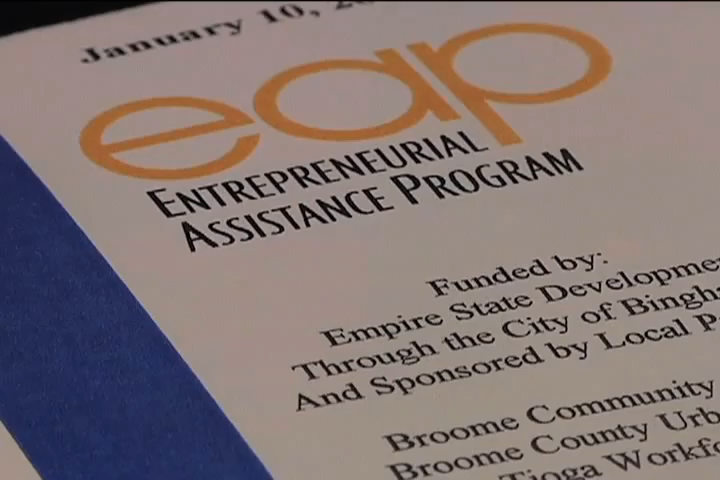 January 10,
eap
ENTREPRENEURIAL
ASSISTANCE PROGRAM
Funded by:
Empire State Developme
Through the City of Bingh
And Sponsored by Local P
Broome Community
Broome County Urb
Tioga Workfo